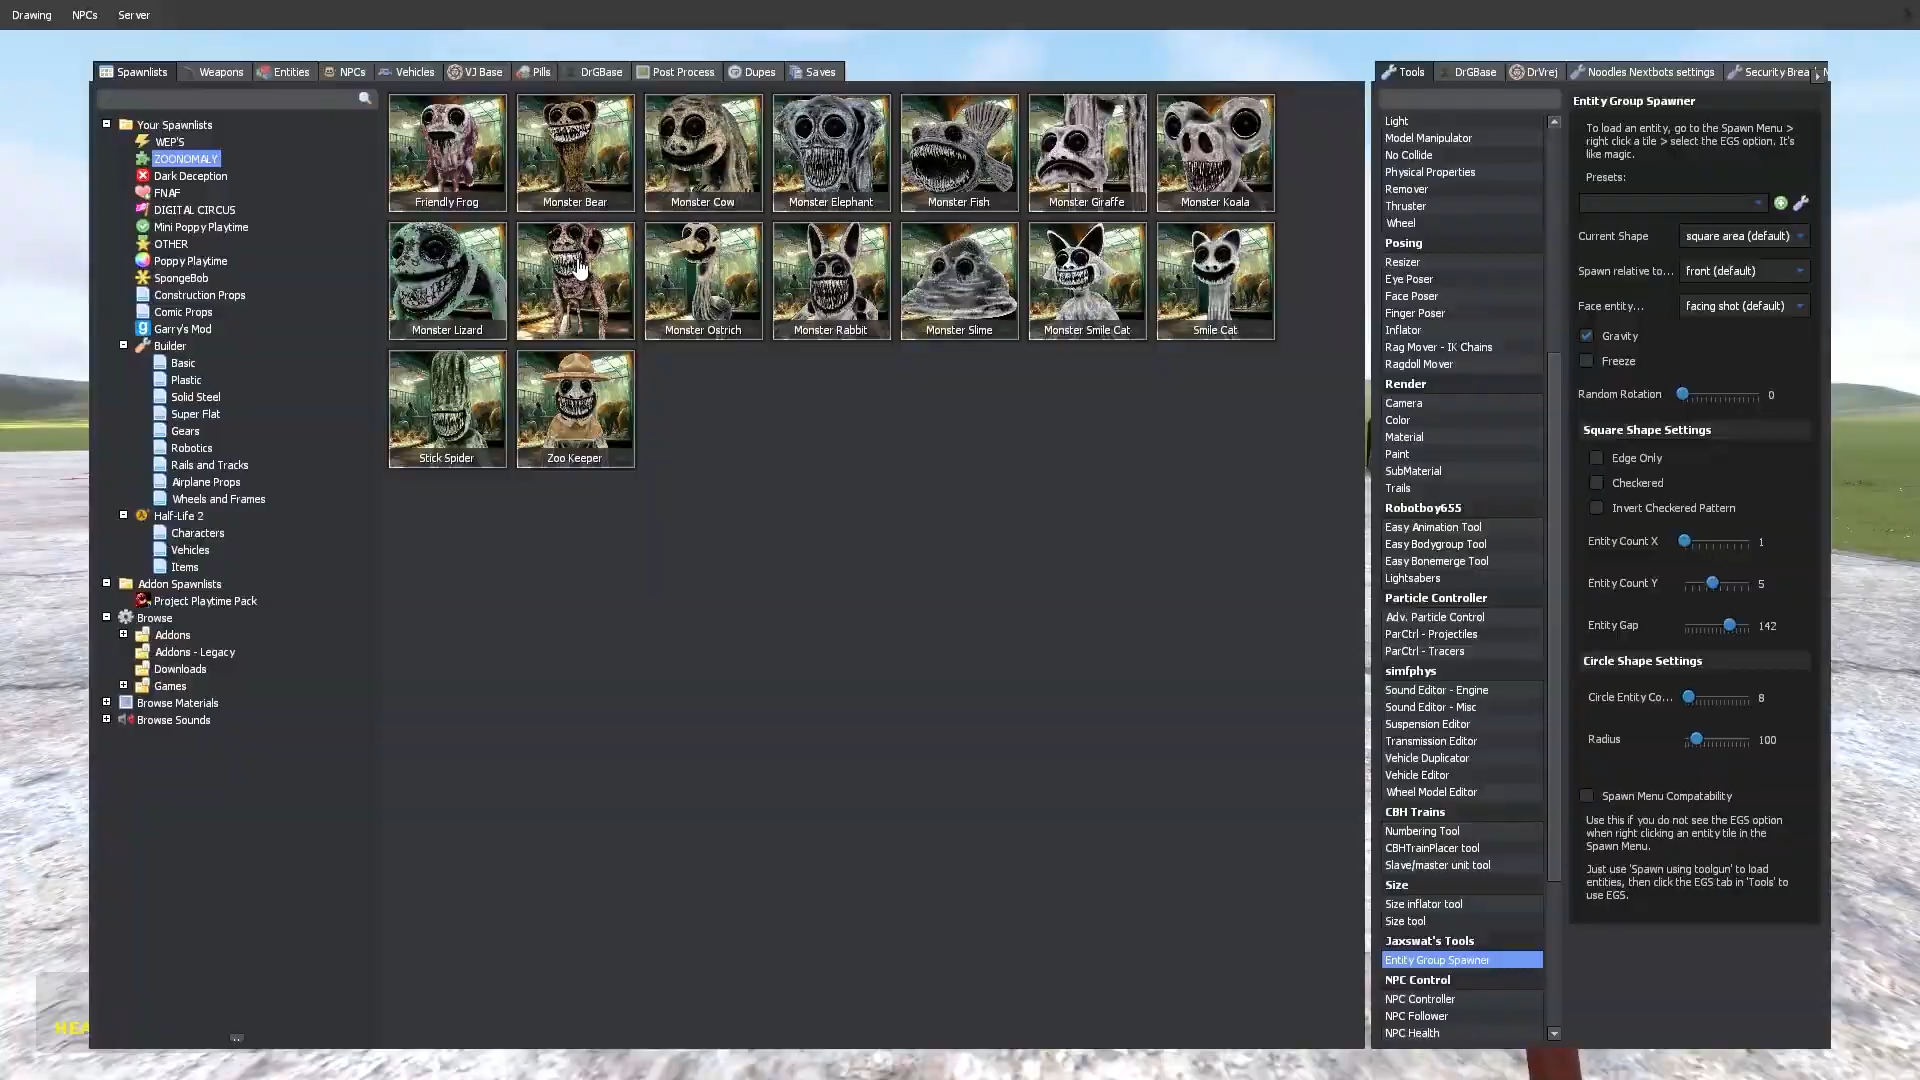 Drawing NPCs Server
Spawnlists Weapons Entities NPCs Vehicles VJ Base Pills DrGBase Post Process Dupes Saves
Your Spawnlists
WEP'S
ZOONOMALY
Dark Deception
FNAF
DIGITAL CIRCUS
Mini Poppy Playtime
OTHER
Poppy Playtime
SpongeBob
Construction Props
Comic Props
Garry's Mod
Builder
Basic
Plastic
Solid Steel
Super Flat
Gears
Robotics
Rails and Tracks
Airplane Props
Wheels and Frames
Half-Life 2
Characters
Vehicles
Items
Addon Spawnlists
Project Playtime Pack
Browse
Addons
Addons - Legacy
Downloads
Games
Browse Materials
Browse Sounds
Friendly Frog Monster Bear Monster Cow Monster Elephant Monster Fish Monster Giraffe Monster Koala
Monster Lizard Monster Ostrich Monster Rabbit Monster Slime Monster Smile Cat Smile Cat
Stick Spider Zoo Keeper
Tools DrGBase DrVrej Noodles Nextbots settings Security Brea
Light
Model Manipulator
No Collide
Physical Properties
Remover
Thruster
Wheel
Posing
Resizer
Eye Poser
Face Poser
Finger Poser
Inflator
Rag Mover - IK Chains
Ragdoll Mover
Render
Camera
Color
Material
Paint
SubMaterial
Trails
Robotboy655
Easy Animation Tool
Easy Bodygroup Tool
Easy Bonemerge Tool
Lightsabers
Particle Controller
Adv. Particle Control
ParCtrl - Projectiles
ParCtrl - Tracers
simfphys
Sound Editor - Engine
Sound Editor - Misc
Suspension Editor
Transmission Editor
Vehicle Duplicator
Vehicle Editor
Wheel Model Editor
CBH Trains
Numbering Tool
CBHTrainPlacer tool
Slave/master unit tool
Size
Size inflator tool
Size tool
Jaxswat's Tools
Entity Group Spawner
NPC Control
NPC Controller
NPC Follower
NPC Health
Entity Group Spawner
To load an entity, go to the Spawn Menu >
right click a tile > select the EGS option. It's
like magic.
Presets:
Current Shape square area (default)
Spawn relative to... front (default)
Face entity... facing shot (default)
Gravity
Freeze
Random Rotation 0
Square Shape Settings
Edge Only
Checkered
Invert Checkered Pattern
Entity Count X 1
Entity Count Y 5
Entity Gap 142
Circle Shape Settings
Circle Entity Co... 8
Radius 100
Spawn Menu Compatability
Use this if you do not see the EGS option
when right clicking an entity tile in the
Spawn Menu.
Just use 'Spawn using toolgun' to load
entities, then click the EGS tab in 'Tools' to
use EGS.